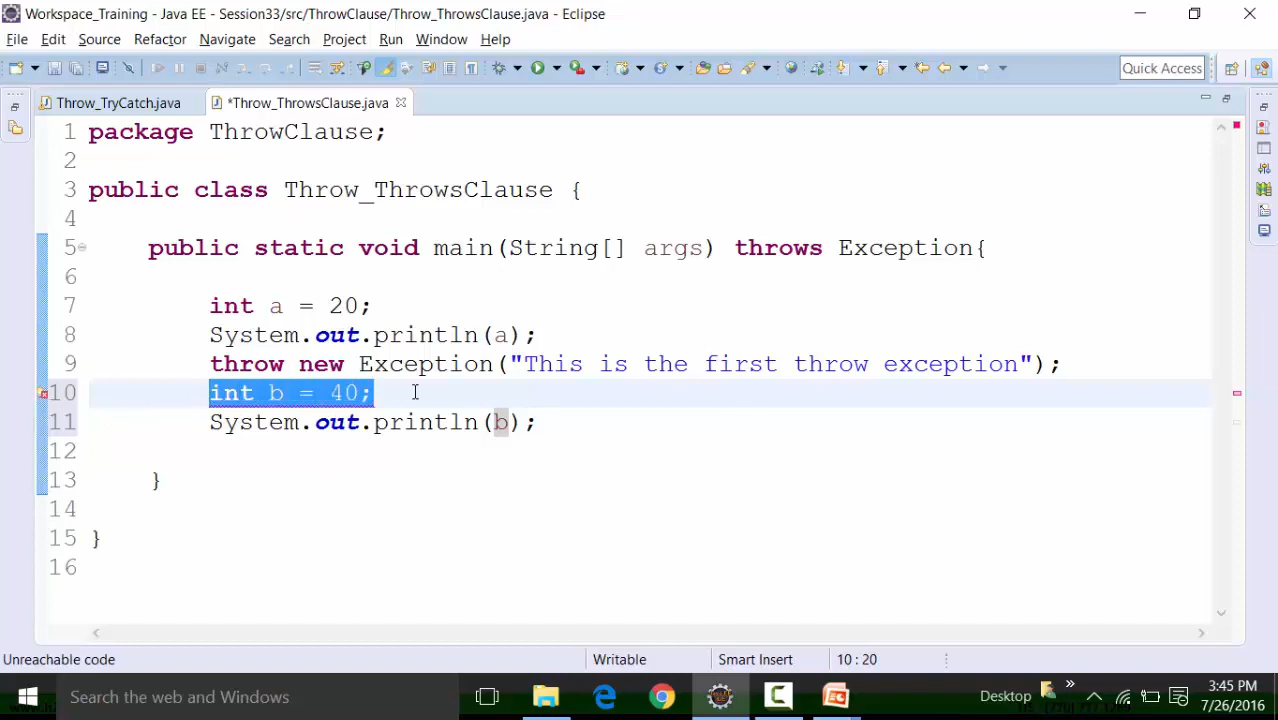 Workspace_Training - Java EE - Session33/src/ThrowClause/Throw_ThrowsClause.java - Eclipse
File Edit Source Refactor Navigate Search Project Run Window Help
Quick Access
Throw_TryCatch.java *Throw_ThrowsClause.java
1 package ThrowClause;
2
3 public class Throw_ThrowsClause {
4
5 public static void main(String[] args) throws Exception{
6
7 int a = 20;
8 System.out.println(a);
9 throw new Exception("This is the first throw exception");
10 int b = 40;
11 System.out.println(b);
12
13 }
14
15 }
16
Unreachable code Writable Smart Insert 10 : 20
Search the web and Windows Desktop 3:45 PM
7/26/2016